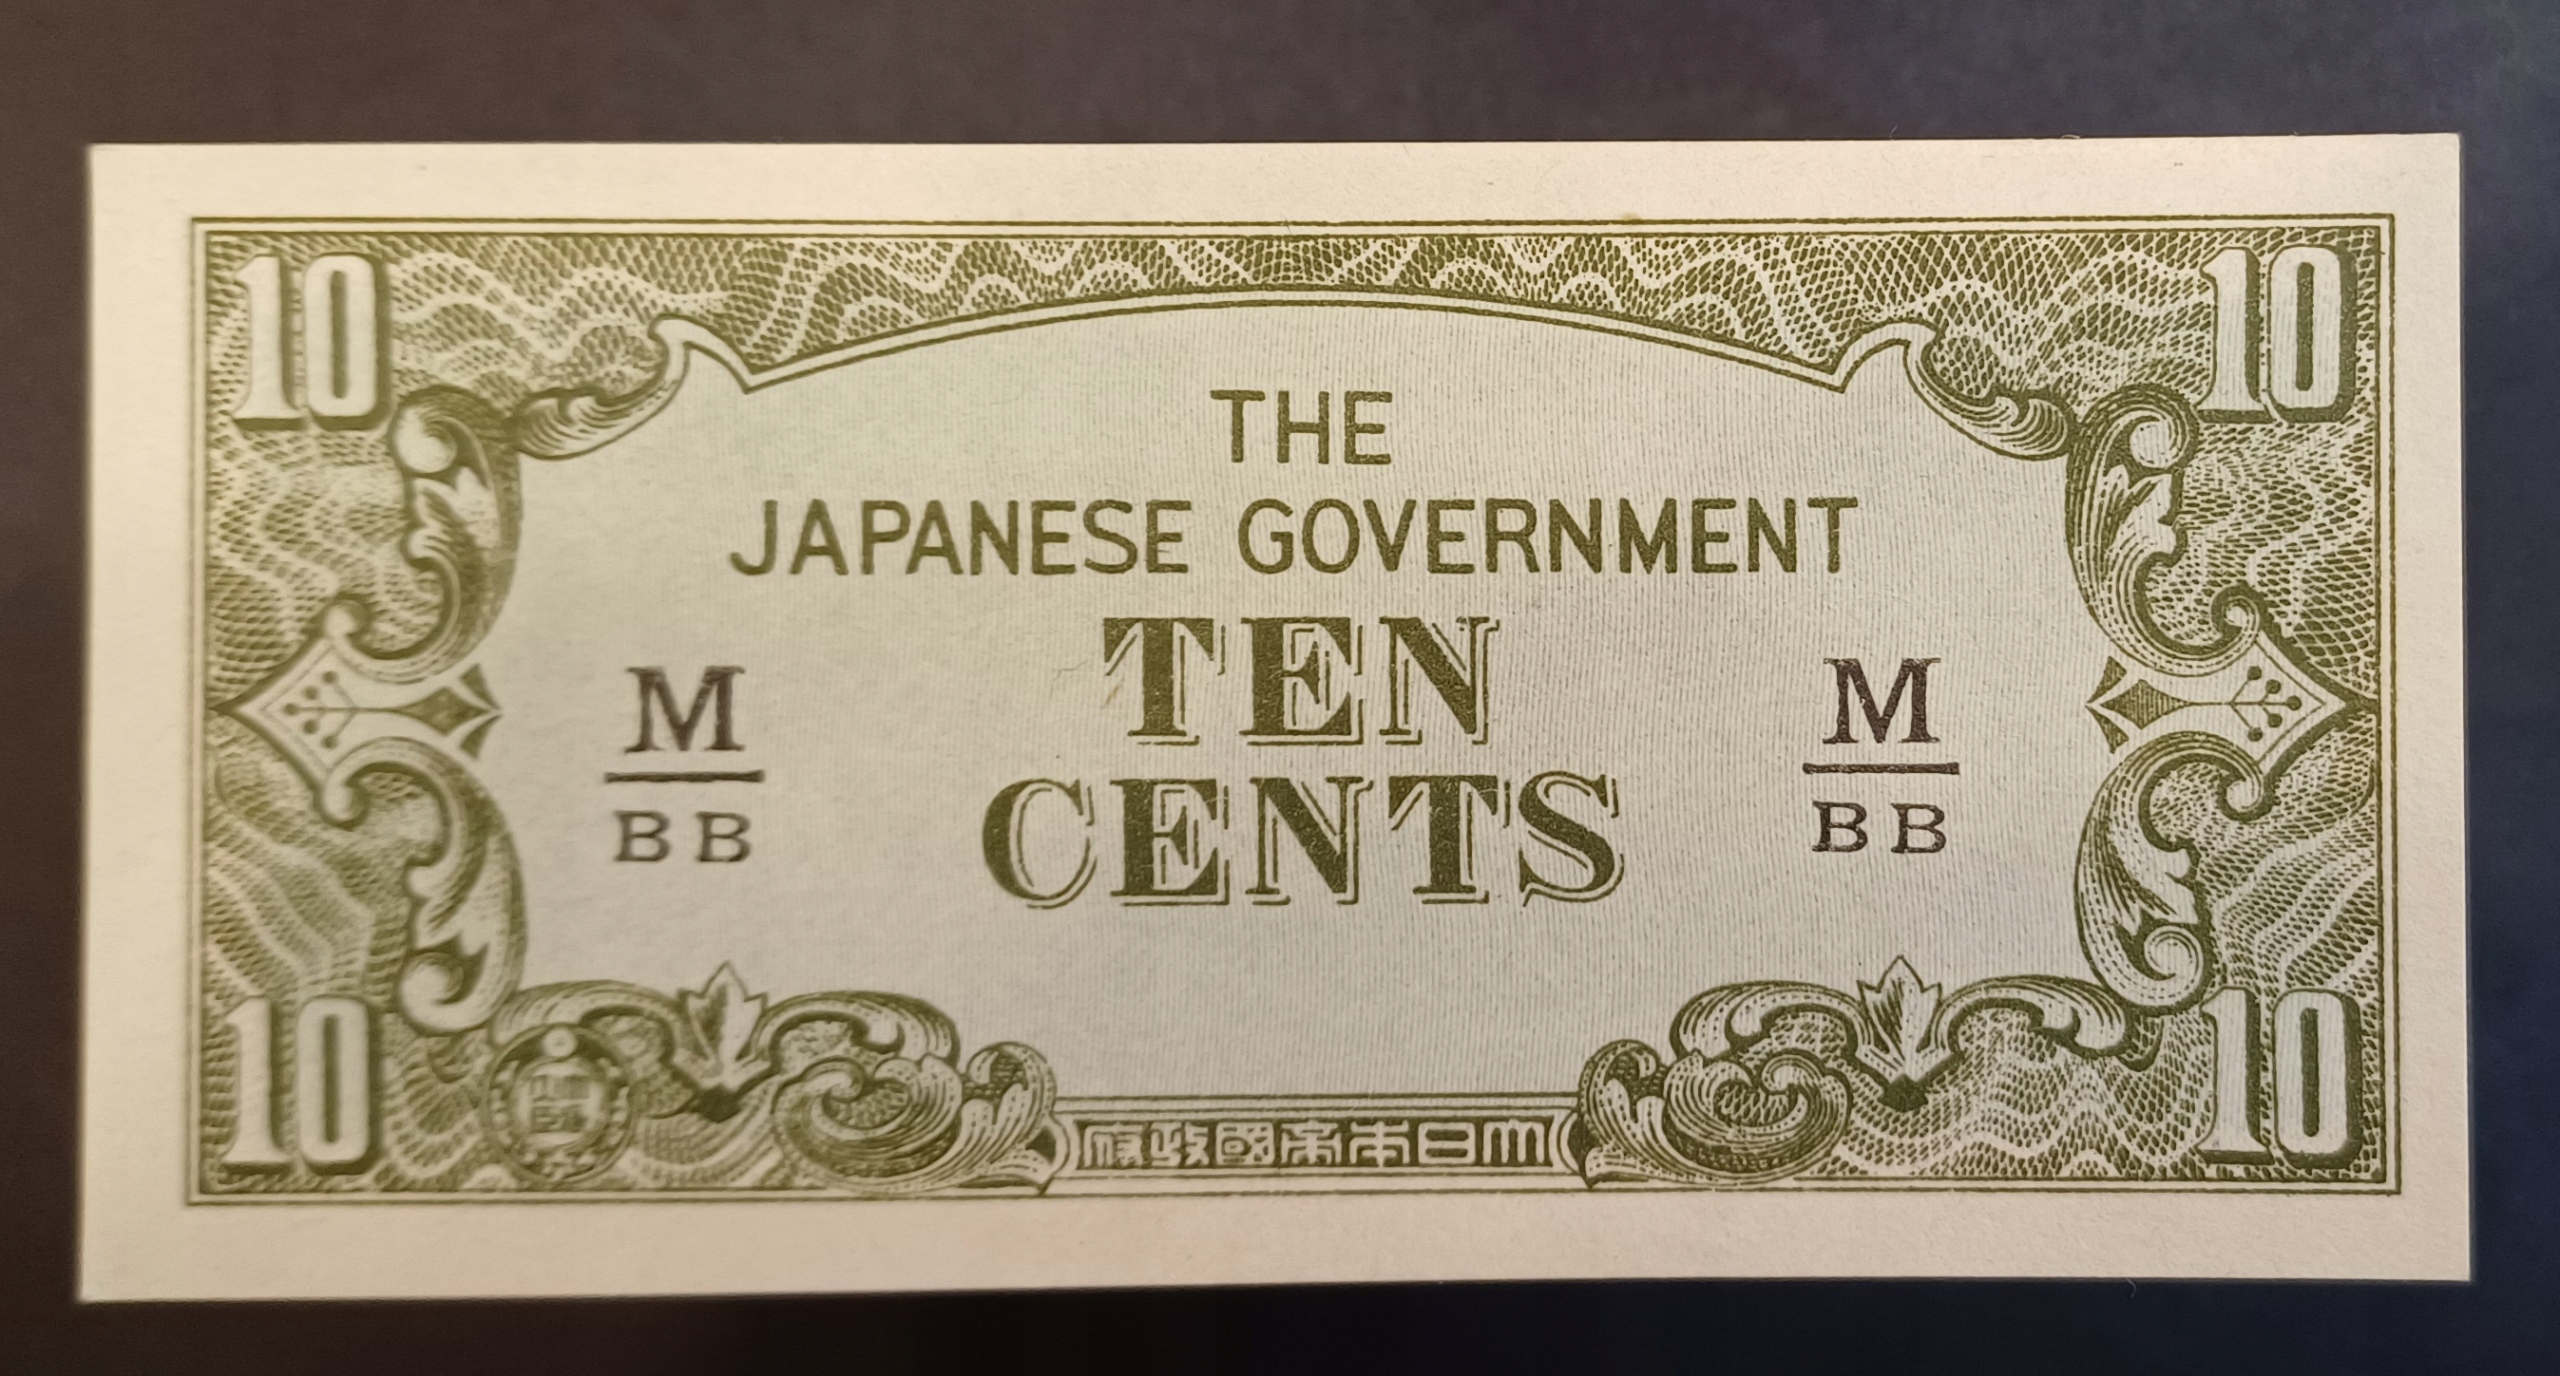 10 10
THE
JAPANESE GOVERNMENT
TEN
CENTS
M M
BB BB
10 10
府政國帝本日大